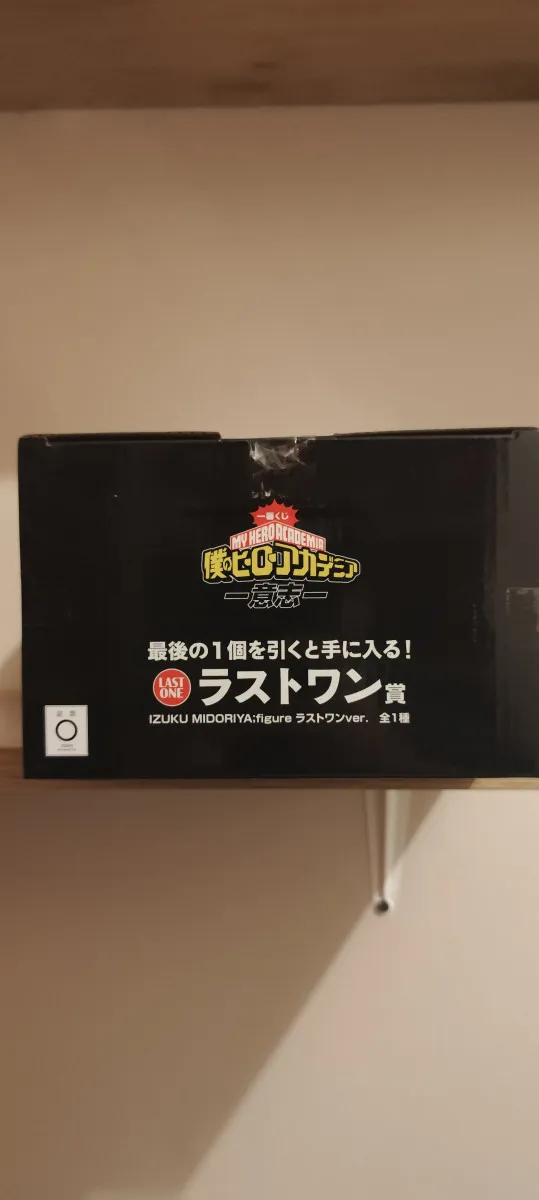 一番くじ
MY HERO ACADEMIA
僕のヒーローアカデミア
—意志—
最後の1個を引くと手に入る！
LAST ONE
ラストワン賞
IZUKU MIDORIYA;figure ラストワンver. 全1種